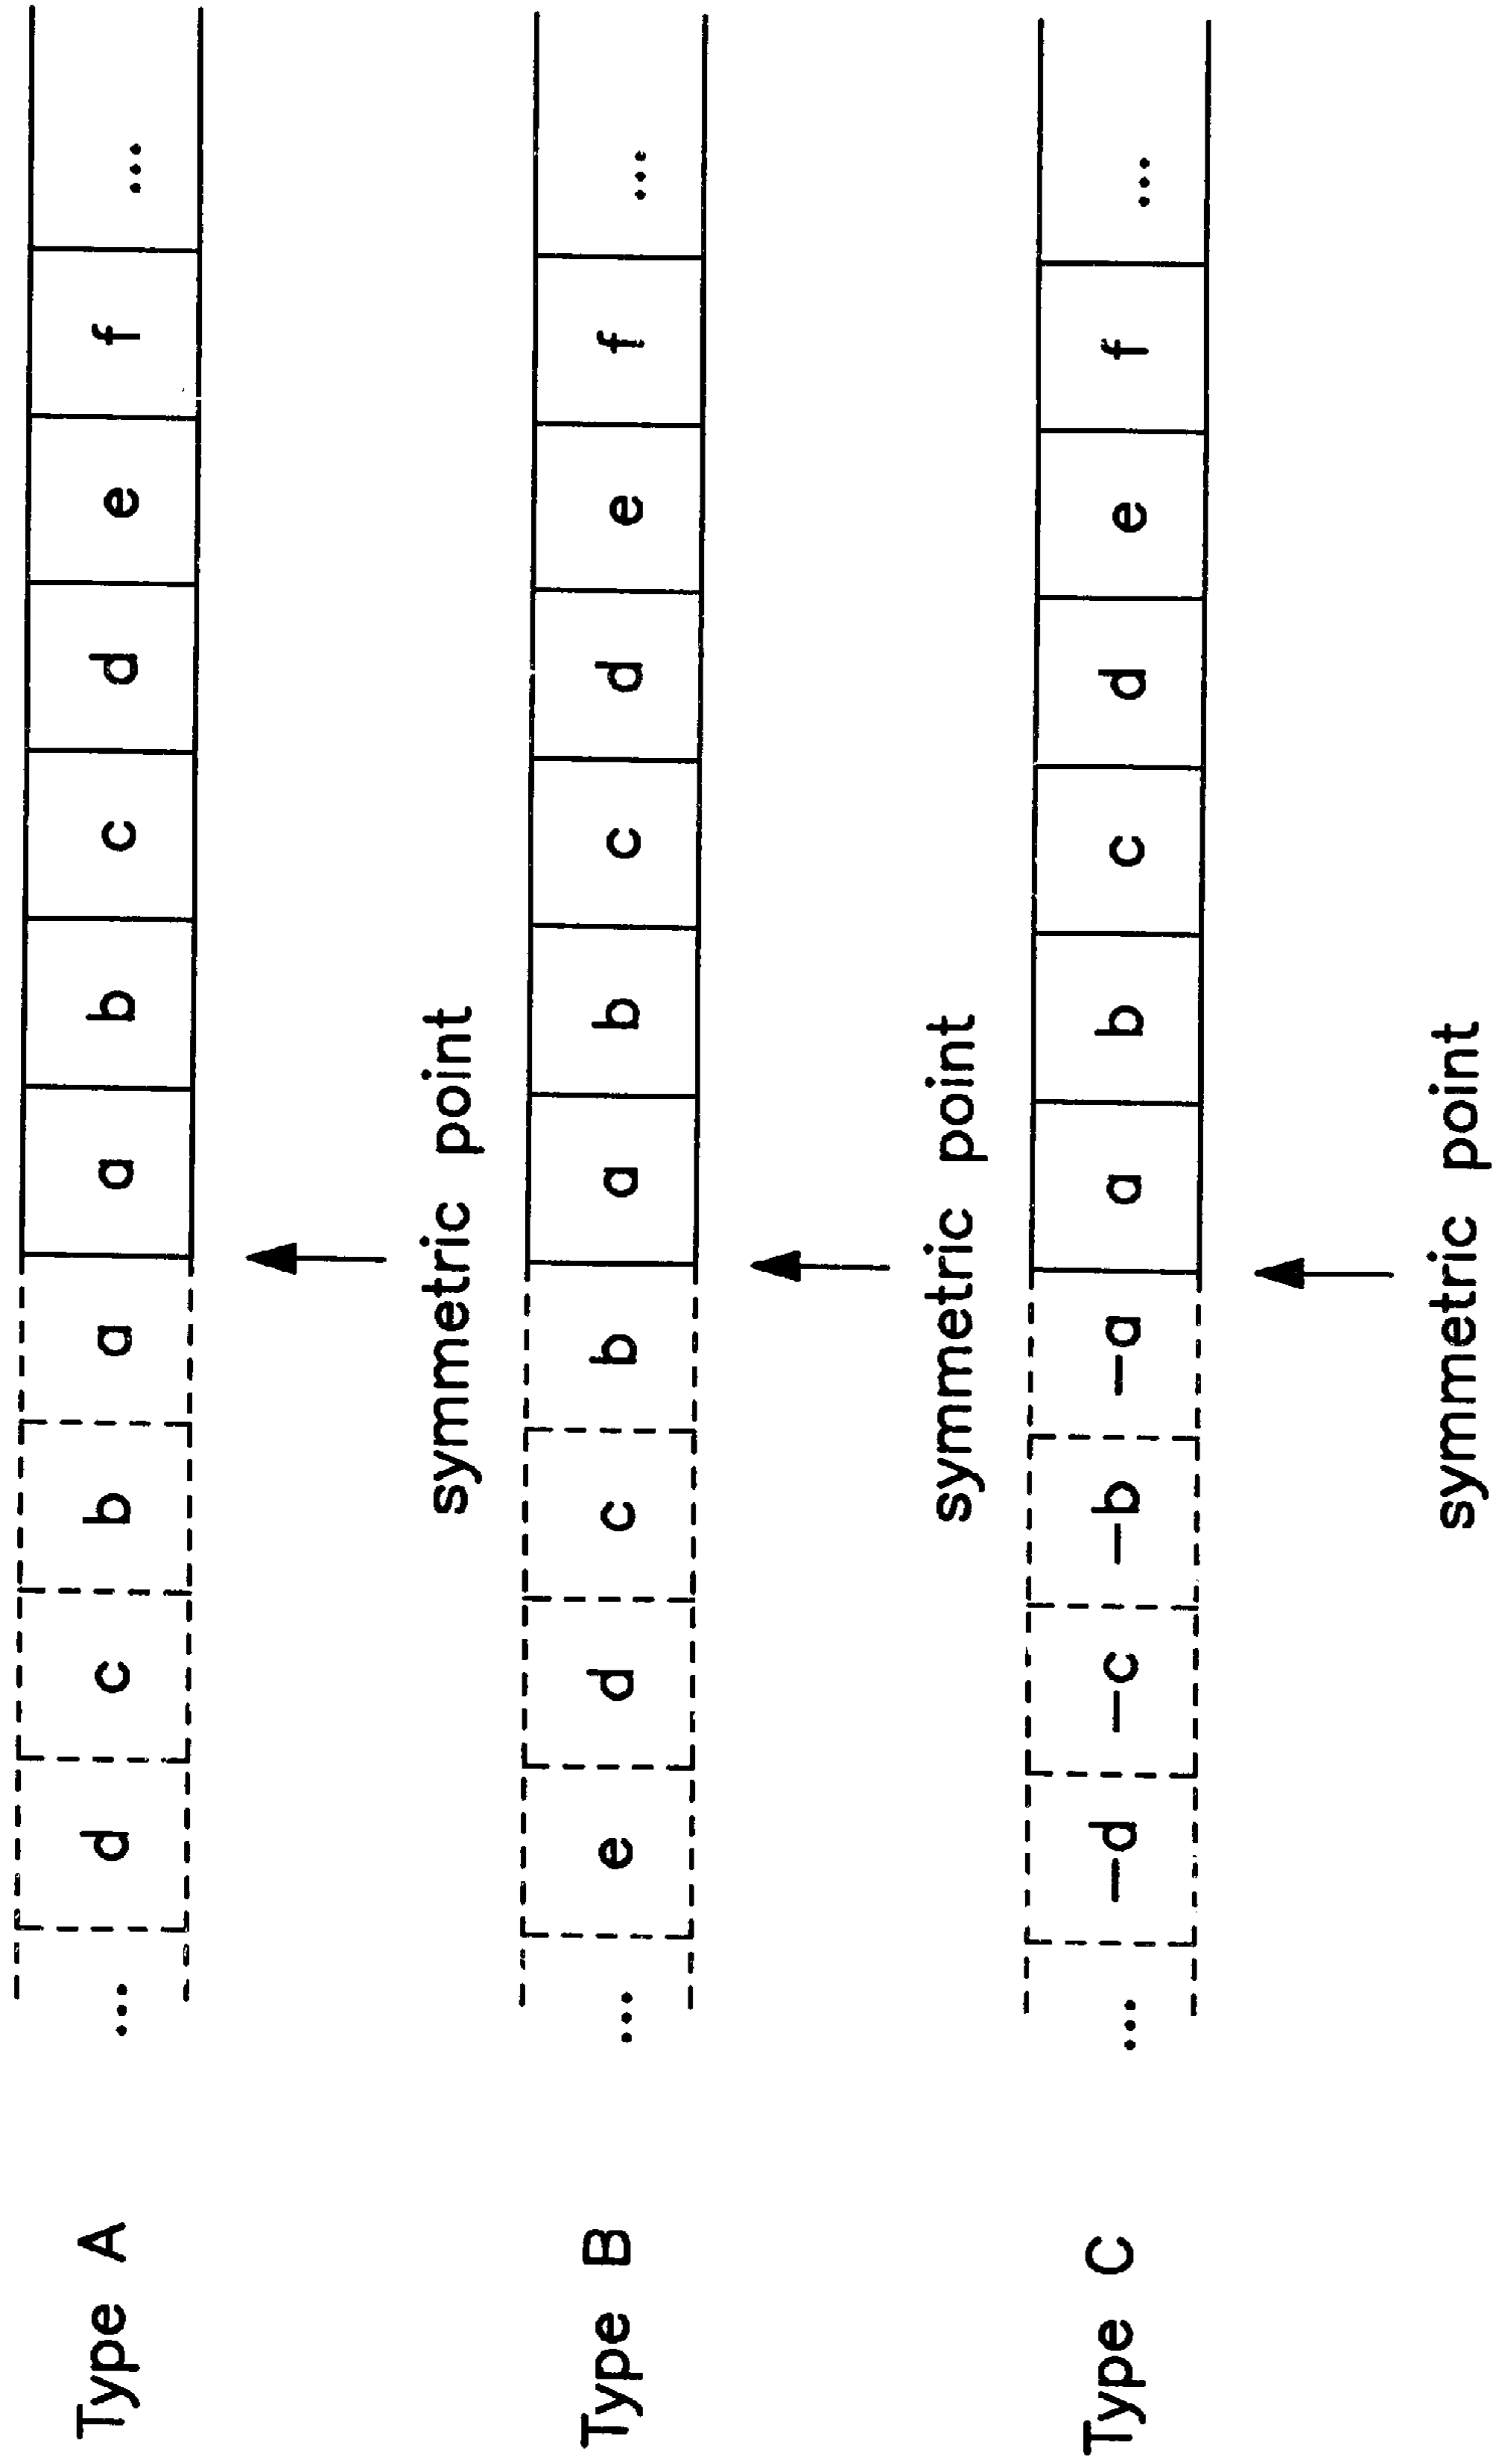 Type A ... d c b a a b c d e f ...
symmetric point
Type B ... e d c b a b c d e f ...
symmetric point
Type C ... —d —c —b —a a b c d e f ...
symmetric point